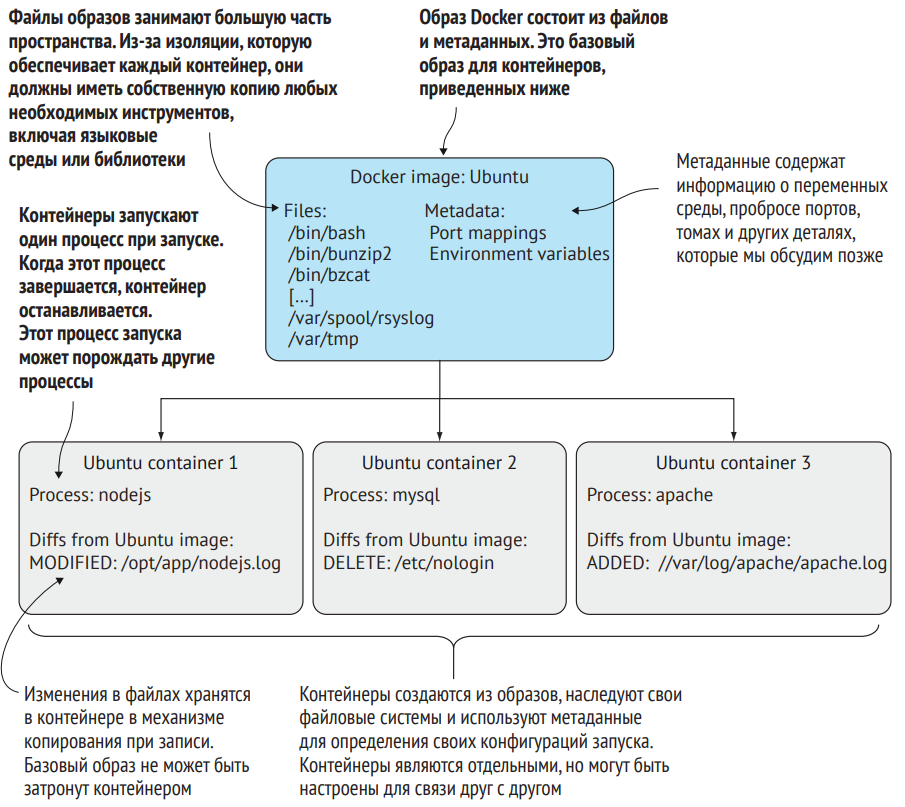 Файлы образов занимают большую часть
пространства. Из-за изоляции, которую
обеспечивает каждый контейнер, они
должны иметь собственную копию любых
необходимых инструментов,
включая языковые
среды или библиотеки
Образ Docker состоит из файлов
и метаданных. Это базовый
образ для контейнеров,
приведенных ниже
Метаданные содержат
информацию о переменных
среды, пробросе портов,
томах и других деталях,
которые мы обсудим позже
Контейнеры запускают
один процесс при запуске.
Когда этот процесс
завершается, контейнер
останавливается.
Этот процесс запуска
может порождать другие
процессы
Docker image: Ubuntu
Files:
/bin/bash
/bin/bunzip2
/bin/bzcat
[...]
/var/spool/rsyslog
/var/tmp
Metadata:
Port mappings
Environment variables
Ubuntu container 1
Process: nodejs
Diffs from Ubuntu image:
MODIFIED: /opt/app/nodejs.log
Ubuntu container 2
Process: mysql
Diffs from Ubuntu image:
DELETE: /etc/nologin
Ubuntu container 3
Process: apache
Diffs from Ubuntu image:
ADDED: //var/log/apache/apache.log
Изменения в файлах хранятся
в контейнере в механизме
копирования при записи.
Базовый образ не может быть
затронут контейнером
Контейнеры создаются из образов, наследуют свои
файловые системы и используют метаданные
для определения своих конфигураций запуска.
Контейнеры являются отдельными, но могут быть
настроены для связи друг с другом